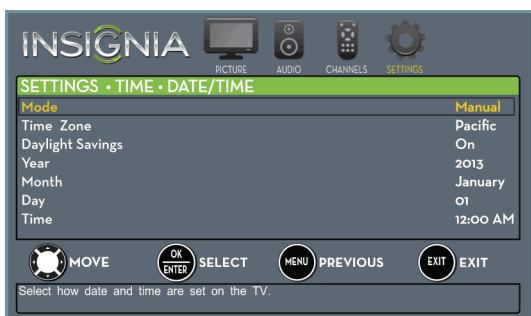 INSIGNIA
PICTURE AUDIO CHANNELS SETTINGS
SETTINGS • TIME • DATE/TIME
Mode Manual
Time Zone Pacific
Daylight Savings On
Year 2013
Month January
Day 01
Time 12:00 AM
MOVE OK ENTER SELECT MENU PREVIOUS EXIT EXIT
Select how date and time are set on the TV.